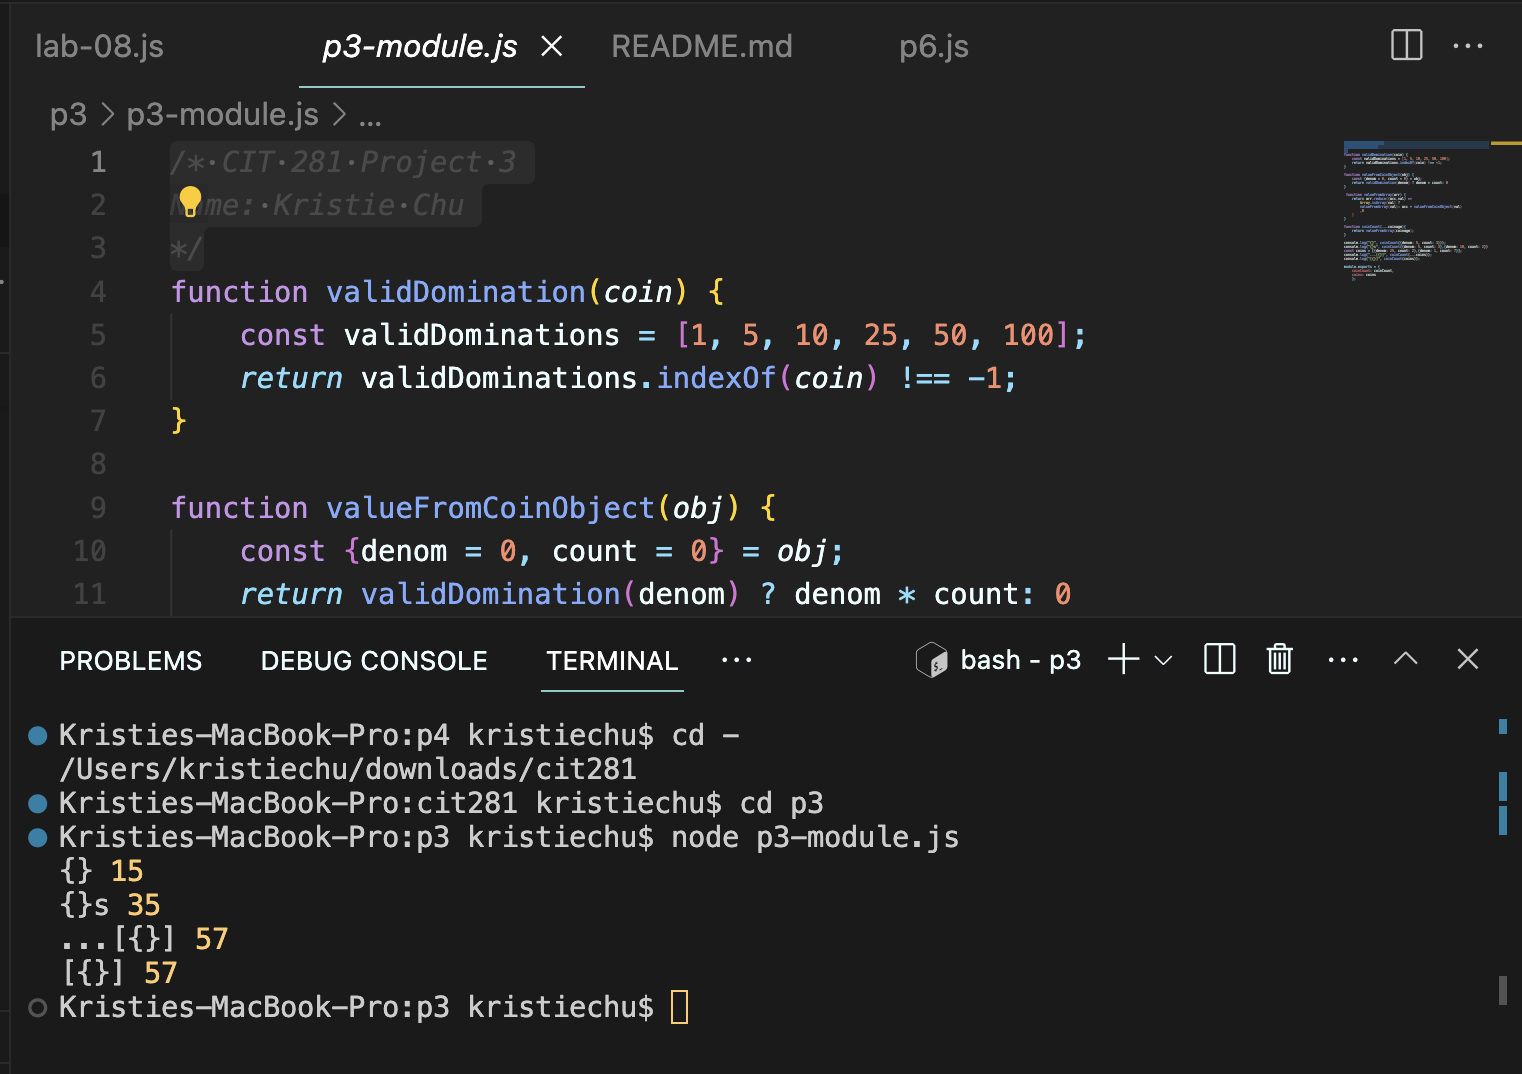 lab-08.js p3-module.js README.md p6.js
p3 > p3-module.js > ...
1 /* CIT 281 Project 3
2 Name: Kristie Chu
3 */
4 function validDomination(coin) {
5 const validDominations = [1, 5, 10, 25, 50, 100];
6 return validDominations.indexOf(coin) !== -1;
7 }
8
9 function valueFromCoinObject(obj) {
10 const {denom = 0, count = 0} = obj;
11 return validDomination(denom) ? denom * count: 0
PROBLEMS DEBUG CONSOLE TERMINAL ... bash - p3
Kristies-MacBook-Pro:p4 kristiechu$ cd -
/Users/kristiechu/downloads/cit281
Kristies-MacBook-Pro:cit281 kristiechu$ cd p3
Kristies-MacBook-Pro:p3 kristiechu$ node p3-module.js
{} 15
{}s 35
...[{}] 57
[{}] 57
Kristies-MacBook-Pro:p3 kristiechu$